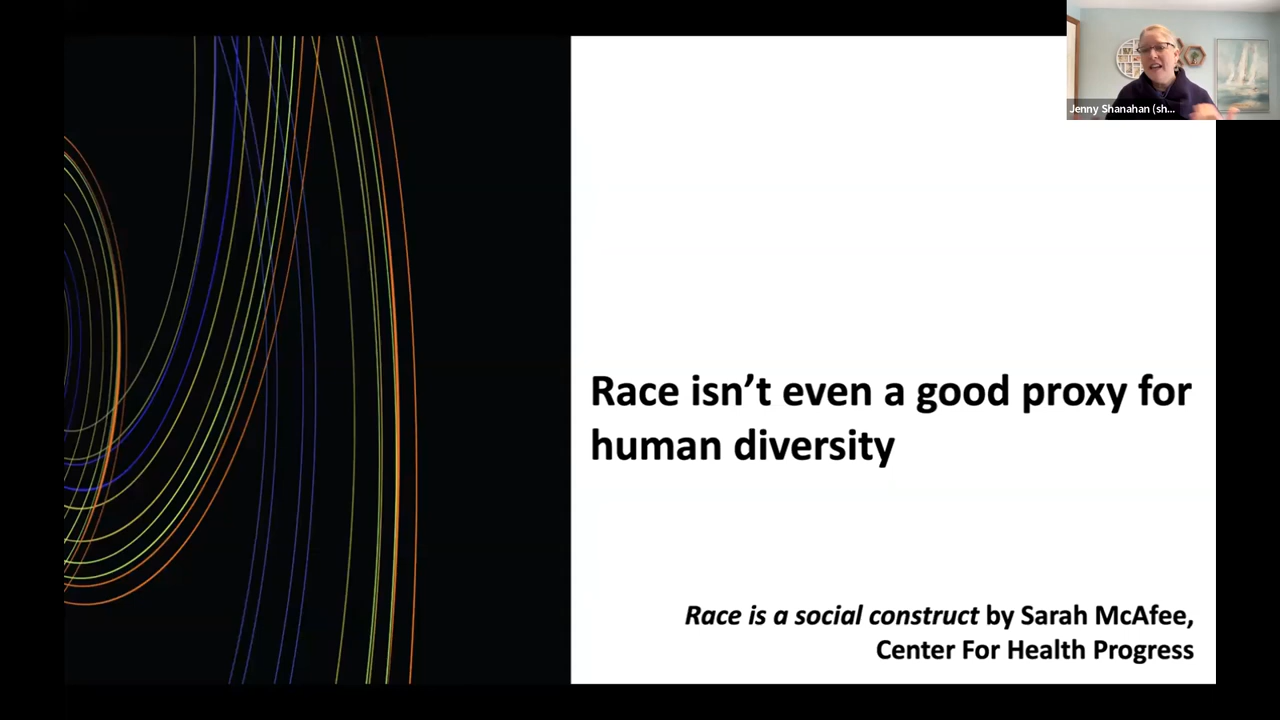 Jenny Shanahan (sh...
Race isn’t even a good proxy for
human diversity
Race is a social construct by Sarah McAfee,
Center For Health Progress